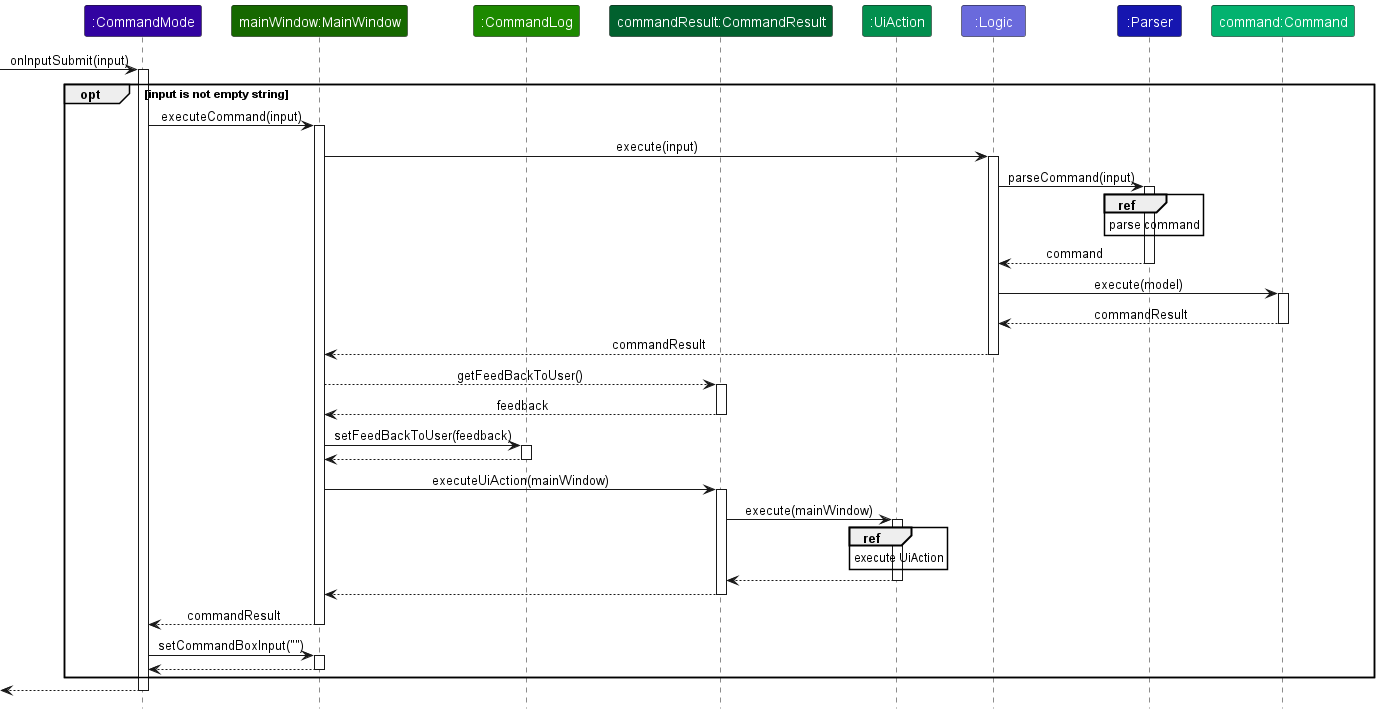 :CommandMode
mainWindow:MainWindow
:CommandLog
commandResult:CommandResult
:UiAction
:Logic
:Parser
command:Command
onInputSubmit(input)
opt
[input is not empty string]
executeCommand(input)
execute(input)
parseCommand(input)
ref
parse command
command
execute(model)
commandResult
commandResult
getFeedBackToUser()
feedback
setFeedBackToUser(feedback)
executeUiAction(mainWindow)
execute(mainWindow)
ref
execute UiAction
commandResult
setCommandBoxInput("")